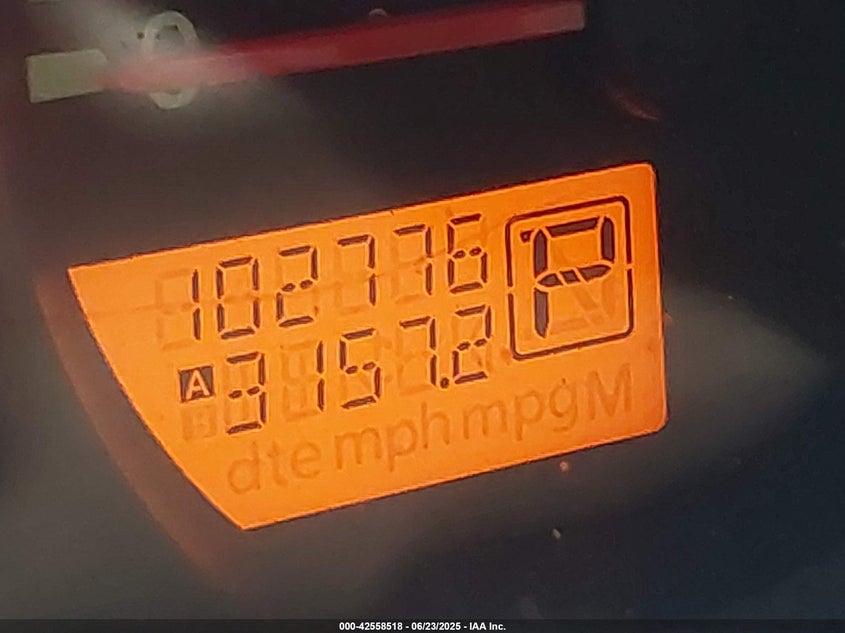 102776
P
A 3157.2
dte mph mpg M
000-42558518 - 06/23/2025 - IAA Inc.